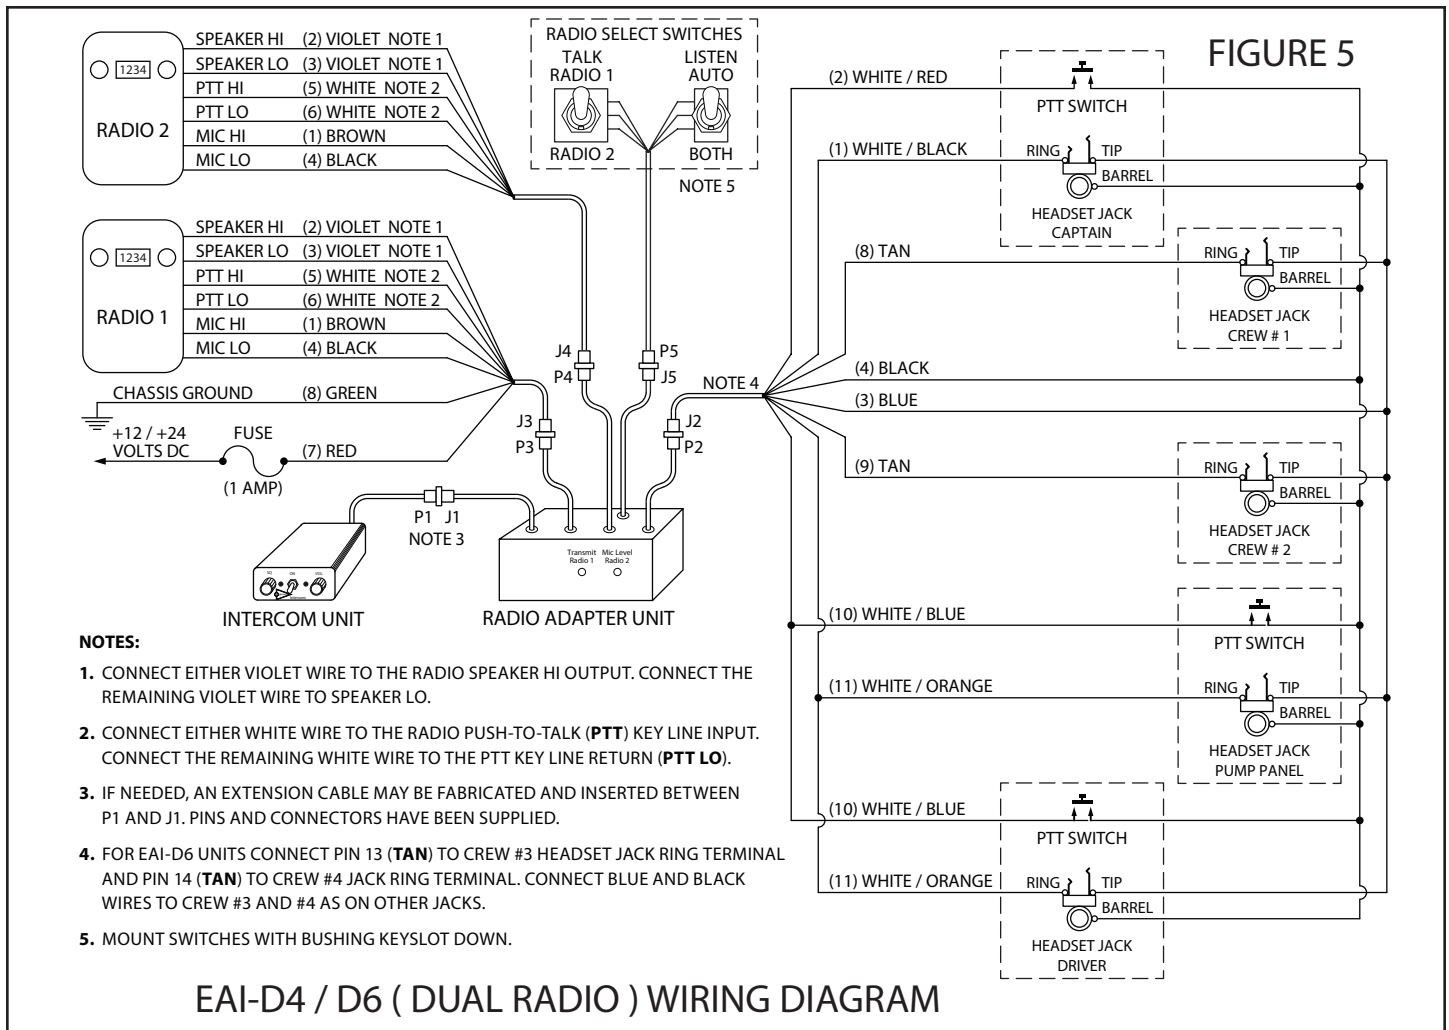 FIGURE 5
1234
RADIO 2
SPEAKER HI (2) VIOLET NOTE 1
SPEAKER LO (3) VIOLET NOTE 1
PTT HI (5) WHITE NOTE 2
PTT LO (6) WHITE NOTE 2
MIC HI (1) BROWN
MIC LO (4) BLACK
1234
RADIO 1
SPEAKER HI (2) VIOLET NOTE 1
SPEAKER LO (3) VIOLET NOTE 1
PTT HI (5) WHITE NOTE 2
PTT LO (6) WHITE NOTE 2
MIC HI (1) BROWN
MIC LO (4) BLACK
CHASSIS GROUND (8) GREEN
+12 / +24
VOLTS DC
FUSE
(7) RED
(1 AMP)
RADIO SELECT SWITCHES
TALK
RADIO 1
RADIO 2
LISTEN
AUTO
BOTH
NOTE 5
J4
P4
P5
J5
J3
P3
NOTE 4
J2
P2
P1 J1
NOTE 3
SQ
ON
VOL
INTERCOM UNIT
Transmit Mic Level
Radio 1 Radio 2
RADIO ADAPTER UNIT
(2) WHITE / RED
PTT SWITCH
(1) WHITE / BLACK
RING TIP
BARREL
HEADSET JACK
CAPTAIN
(8) TAN
RING TIP
BARREL
HEADSET JACK
CREW # 1
(4) BLACK
(3) BLUE
(9) TAN
RING TIP
BARREL
HEADSET JACK
CREW # 2
(10) WHITE / BLUE
PTT SWITCH
(11) WHITE / ORANGE
RING TIP
BARREL
HEADSET JACK
PUMP PANEL
(10) WHITE / BLUE
PTT SWITCH
(11) WHITE / ORANGE
RING TIP
BARREL
HEADSET JACK
DRIVER
NOTES:
1. CONNECT EITHER VIOLET WIRE TO THE RADIO SPEAKER HI OUTPUT. CONNECT THE
REMAINING VIOLET WIRE TO SPEAKER LO.
2. CONNECT EITHER WHITE WIRE TO THE RADIO PUSH-TO-TALK (PTT) KEY LINE INPUT.
CONNECT THE REMAINING WHITE WIRE TO THE PTT KEY LINE RETURN (PTT LO).
3. IF NEEDED, AN EXTENSION CABLE MAY BE FABRICATED AND INSERTED BETWEEN
P1 AND J1. PINS AND CONNECTORS HAVE BEEN SUPPLIED.
4. FOR EAI-D6 UNITS CONNECT PIN 13 (TAN) TO CREW #3 HEADSET JACK RING TERMINAL
AND PIN 14 (TAN) TO CREW #4 JACK RING TERMINAL. CONNECT BLUE AND BLACK
WIRES TO CREW #3 AND #4 AS ON OTHER JACKS.
5. MOUNT SWITCHES WITH BUSHING KEYSLOT DOWN.
EAI-D4 / D6 ( DUAL RADIO ) WIRING DIAGRAM